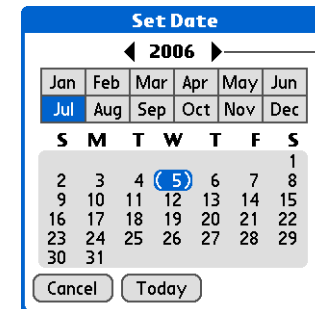 Set Date
2006
Jan Feb Mar Apr May Jun
Jul Aug Sep Oct Nov Dec
S M T W T F S
1
2 3 4 5 6 7 8
9 10 11 12 13 14 15
16 17 18 19 20 21 22
23 24 25 26 27 28 29
30 31
Cancel Today